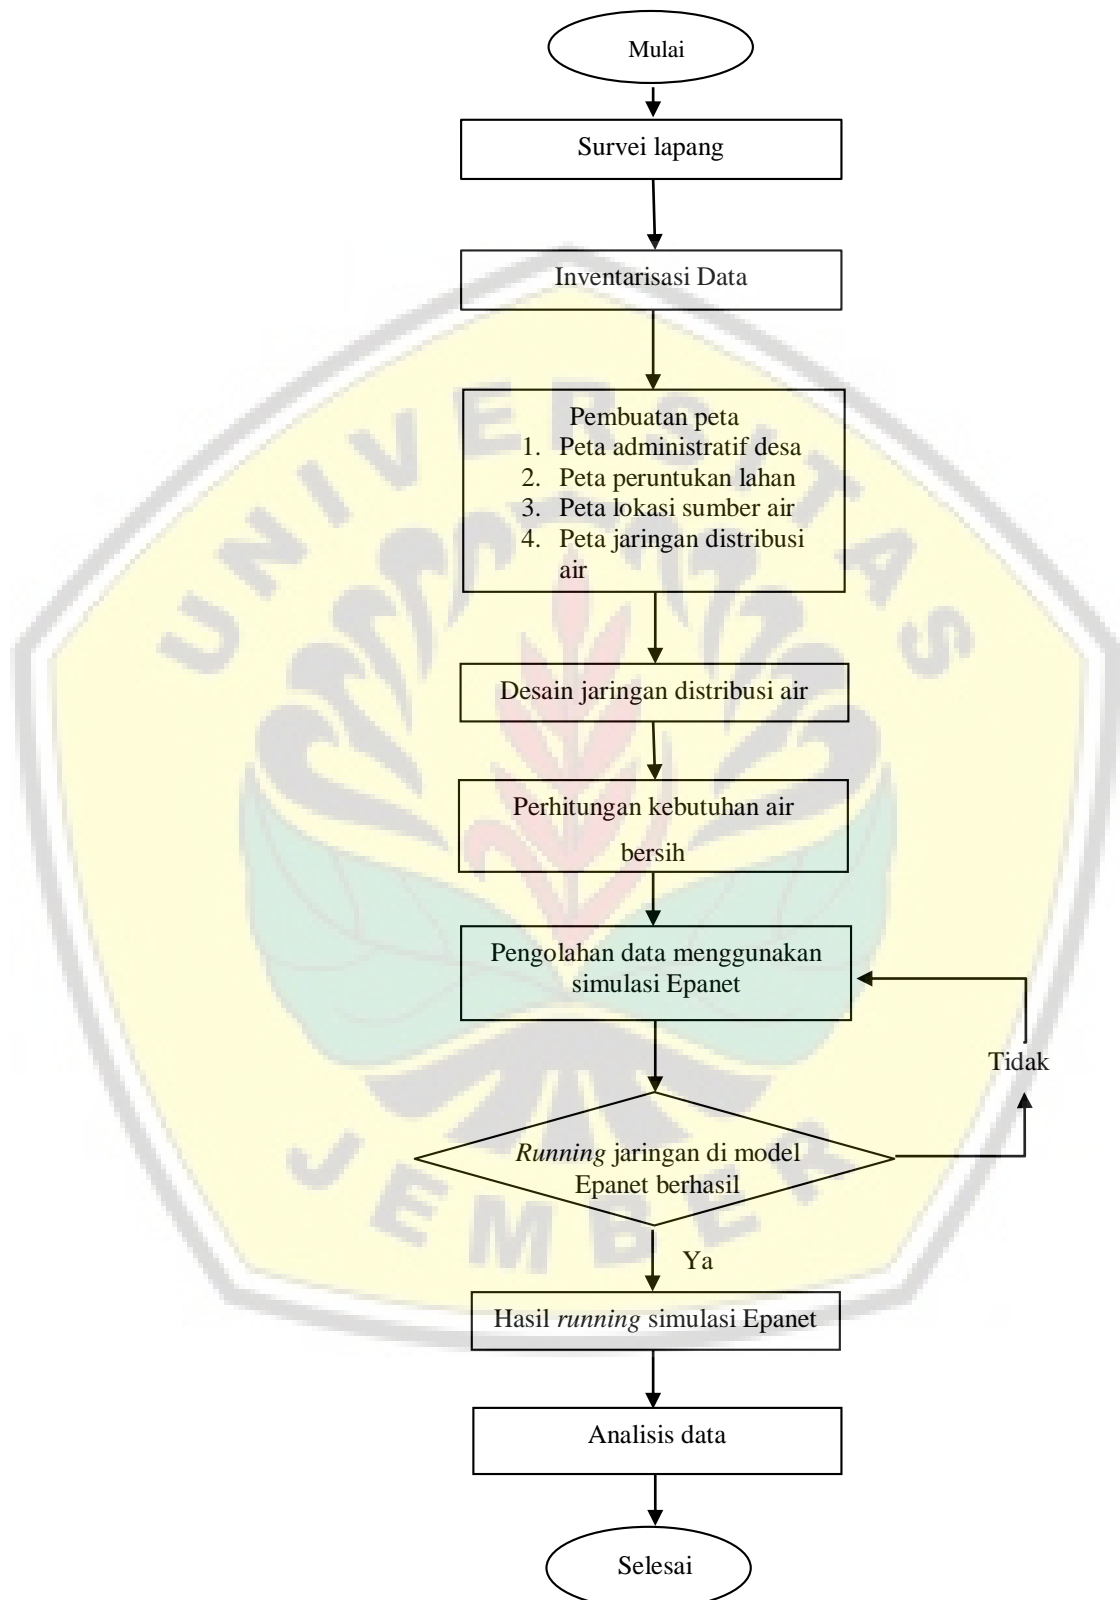 Mulai
Survei lapang
Inventarisasi Data
Pembuatan peta
1. Peta administratif desa
2. Peta peruntukan lahan
3. Peta lokasi sumber air
4. Peta jaringan distribusi
air
Desain jaringan distribusi air
Perhitungan kebutuhan air
bersih
Pengolahan data menggunakan
simulasi Epanet
Tidak
Running jaringan di model
Epanet berhasil
Ya
Hasil running simulasi Epanet
Analisis data
Selesai
UNIVERSITAS
JEMBER